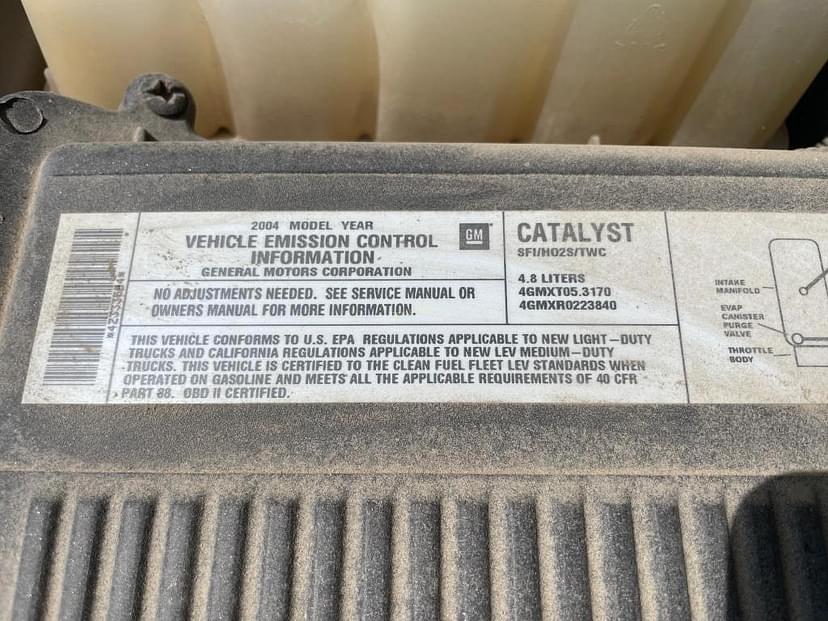 2004 MODEL YEAR
VEHICLE EMISSION CONTROL
INFORMATION
GENERAL MOTORS CORPORATION
GM
NO ADJUSTMENTS NEEDED. SEE SERVICE MANUAL OR
OWNERS MANUAL FOR MORE INFORMATION.
CATALYST
SFI/HO2S/TWC
4.8 LITERS
4GMXT05.3170
4GMXR0223840
THIS VEHICLE CONFORMS TO U.S. EPA REGULATIONS APPLICABLE TO NEW LIGHT-DUTY
TRUCKS AND CALIFORNIA REGULATIONS APPLICABLE TO NEW LEV MEDIUM-DUTY
TRUCKS. THIS VEHICLE IS CERTIFIED TO THE CLEAN FUEL FLEET LEV STANDARDS WHEN
OPERATED ON GASOLINE AND MEETS ALL THE APPLICABLE REQUIREMENTS OF 40 CFR
PART 88. OBD II CERTIFIED.
INTAKE
MANIFOLD
EVAP
CANISTER
PURGE
VALVE
THROTTLE
BODY